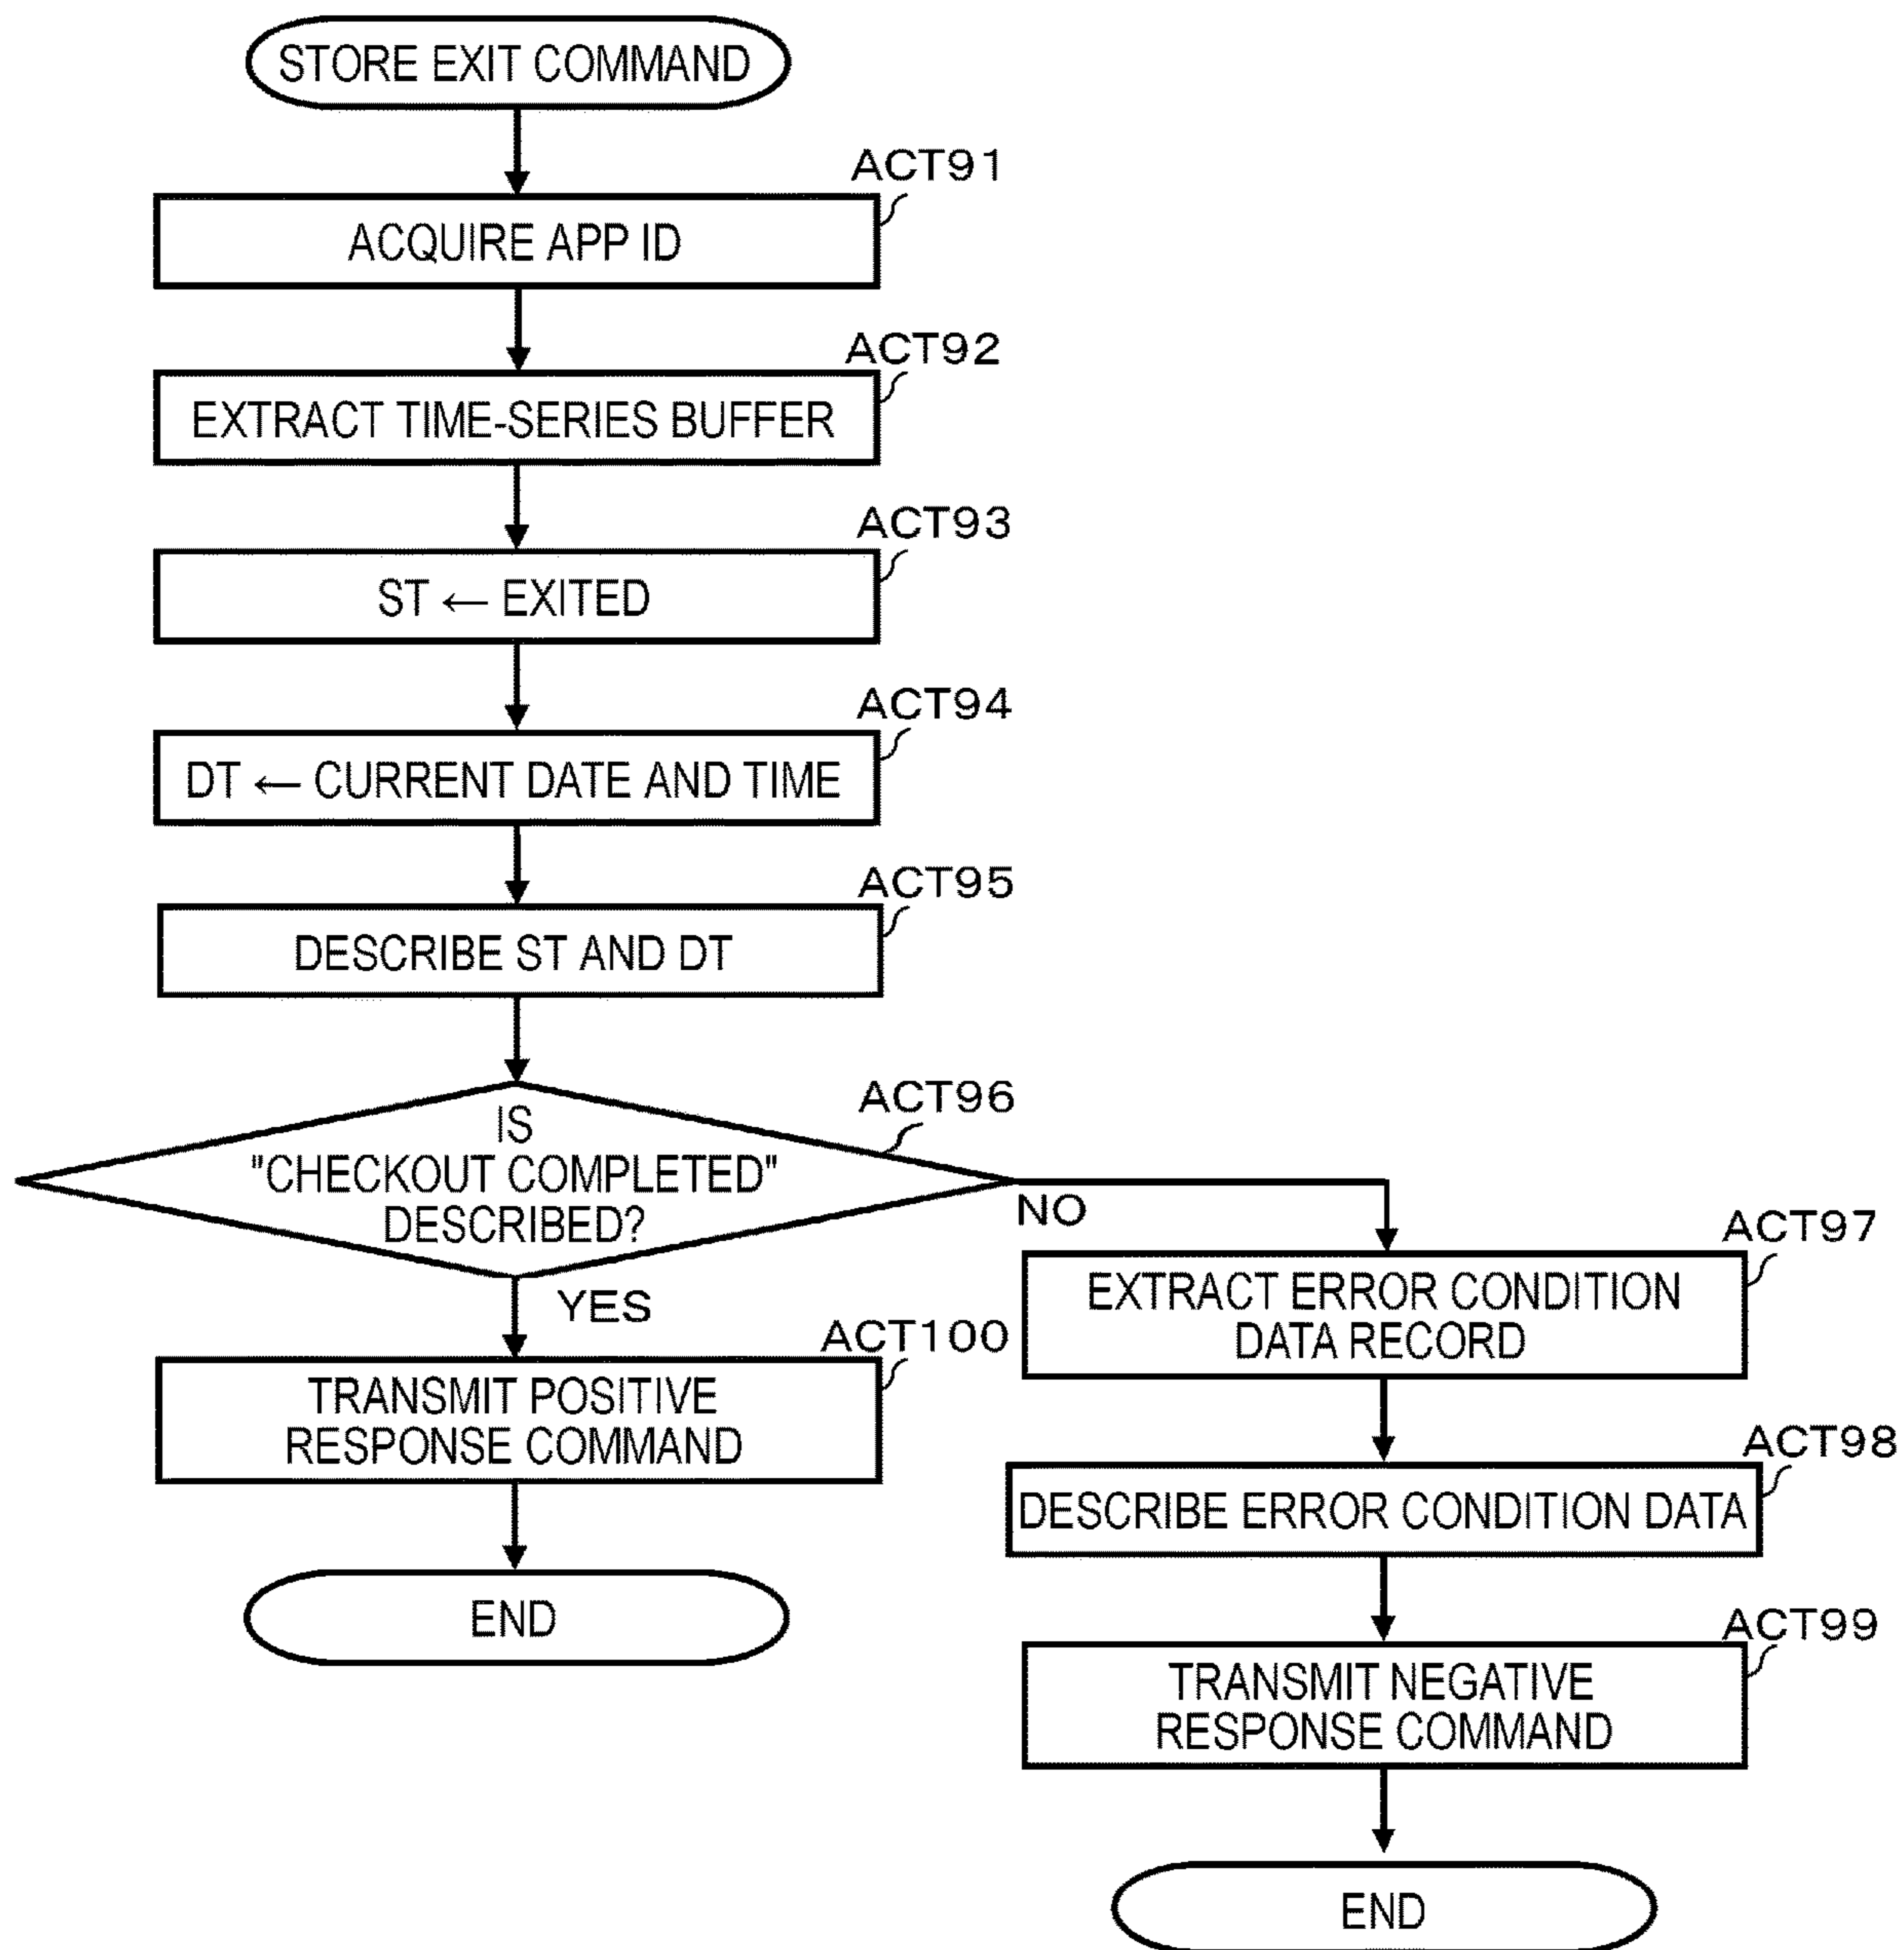 STORE EXIT COMMAND
ACT91
ACQUIRE APP ID
ACT92
EXTRACT TIME-SERIES BUFFER
ACT93
ST ← EXITED
ACT94
DT ← CURRENT DATE AND TIME
ACT95
DESCRIBE ST AND DT
ACT96
IS
"CHECKOUT COMPLETED"
DESCRIBED?
NO
YES
ACT100
TRANSMIT POSITIVE
RESPONSE COMMAND
END
ACT97
EXTRACT ERROR CONDITION
DATA RECORD
ACT98
DESCRIBE ERROR CONDITION DATA
ACT99
TRANSMIT NEGATIVE
RESPONSE COMMAND
END